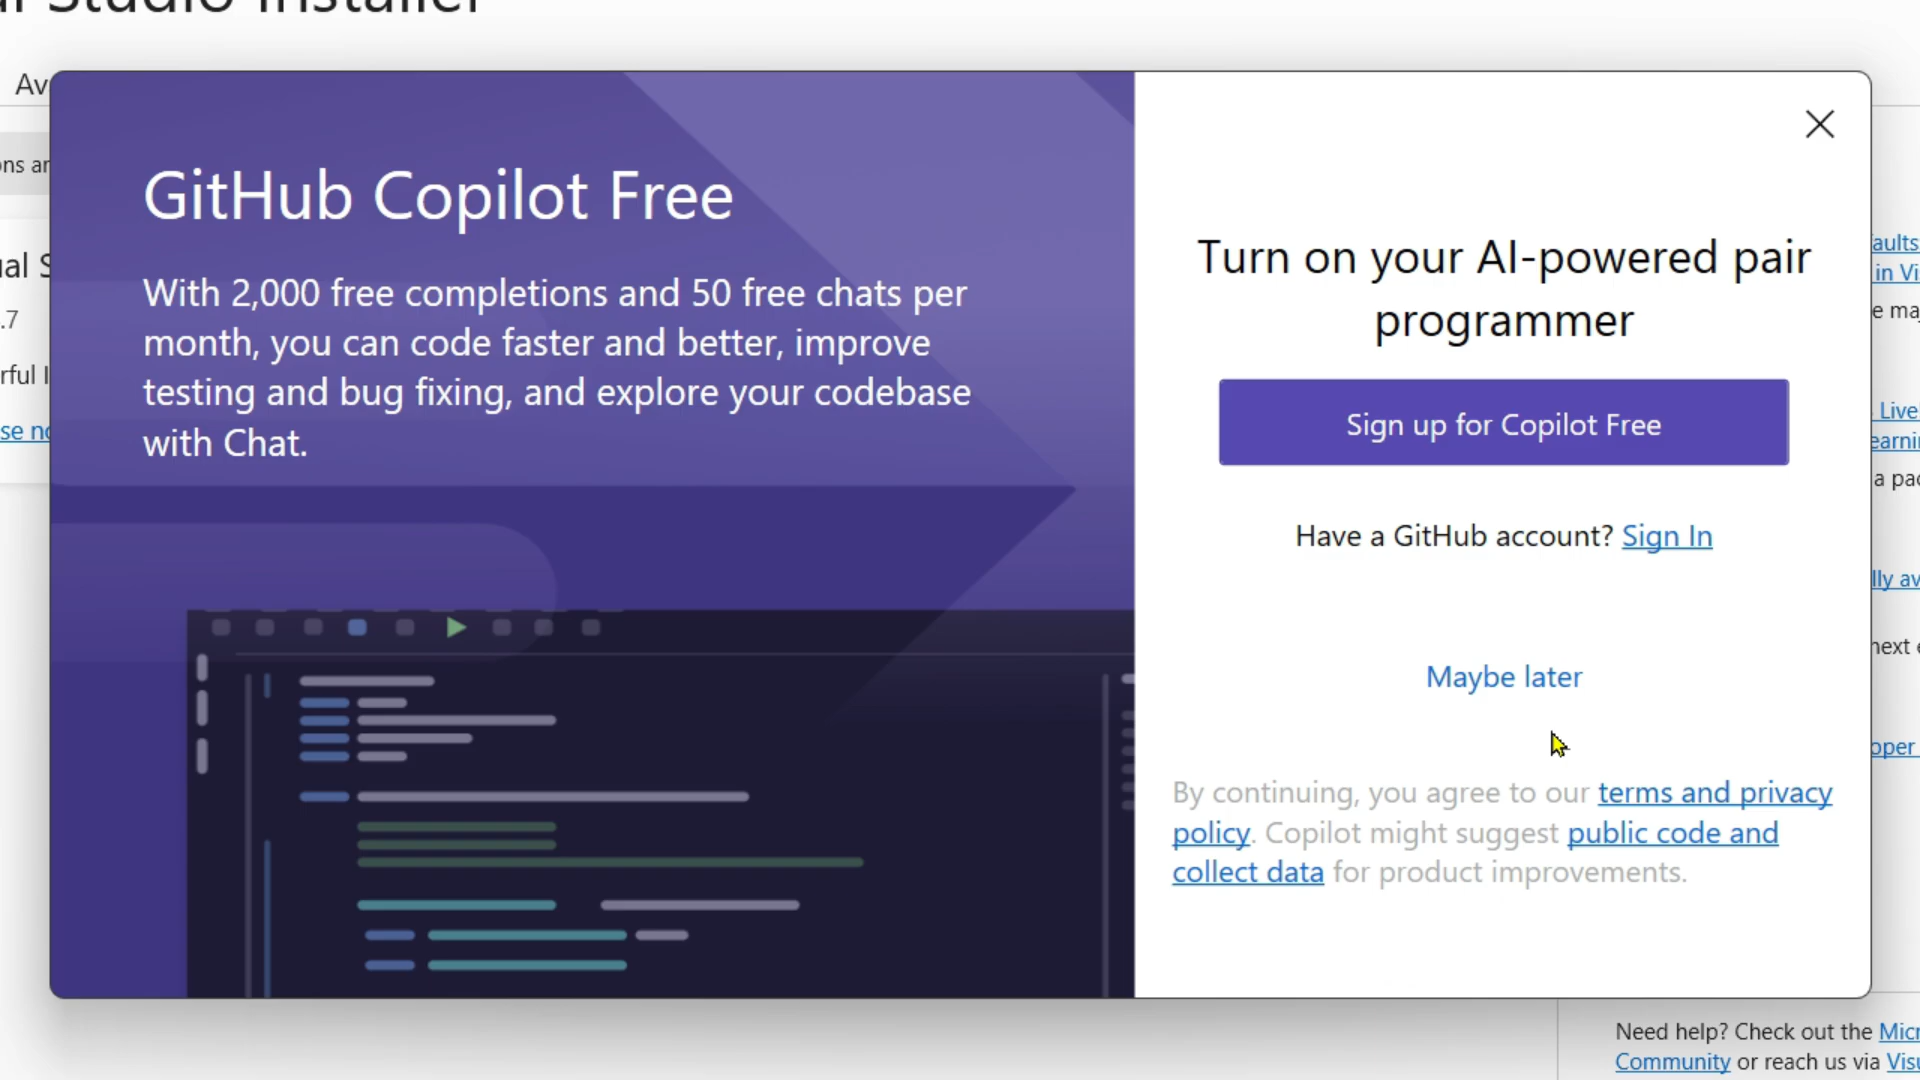 Studio Installer
GitHub Copilot Free
With 2,000 free completions and 50 free chats per
month, you can code faster and better, improve
testing and bug fixing, and explore your codebase
with Chat.
Turn on your AI-powered pair
programmer
Sign up for Copilot Free
Have a GitHub account? Sign In
Maybe later
By continuing, you agree to our terms and privacy
policy. Copilot might suggest public code and
collect data for product improvements.
Need help? Check out the
Community or reach us via